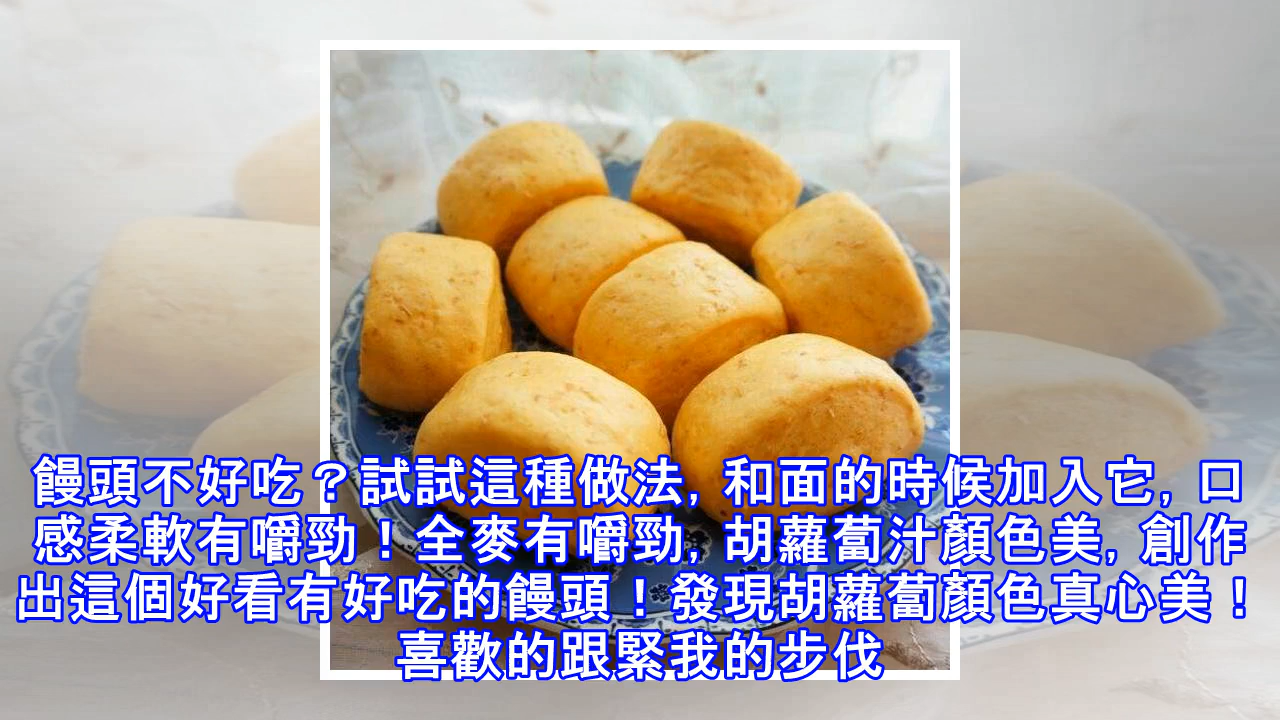 饅頭不好吃？試試這種做法, 和面的時候加入它, 口
感柔軟有嚼勁！全麥有嚼勁, 胡蘿蔔汁顏色美, 創作
出這個好看有好吃的饅頭！發現胡蘿蔔顏色真心美！
喜歡的跟緊我的步伐